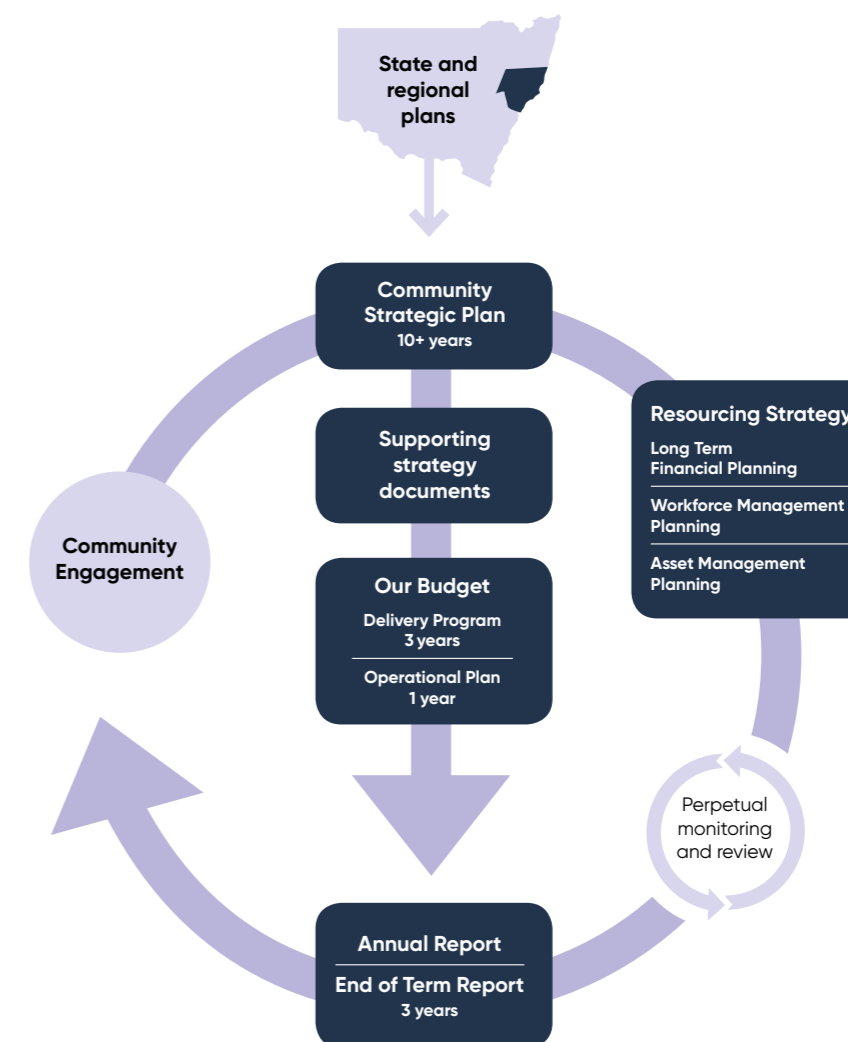 State and
regional
plans
Community
Strategic Plan
10+ years
Supporting
strategy
documents
Resourcing Strategy
Long Term
Financial Planning
Workforce Management
Planning
Asset Management
Planning
Community
Engagement
Our Budget
Delivery Program
3 years
Operational Plan
1 year
Perpetual
monitoring
and review
Annual Report
End of Term Report
3 years